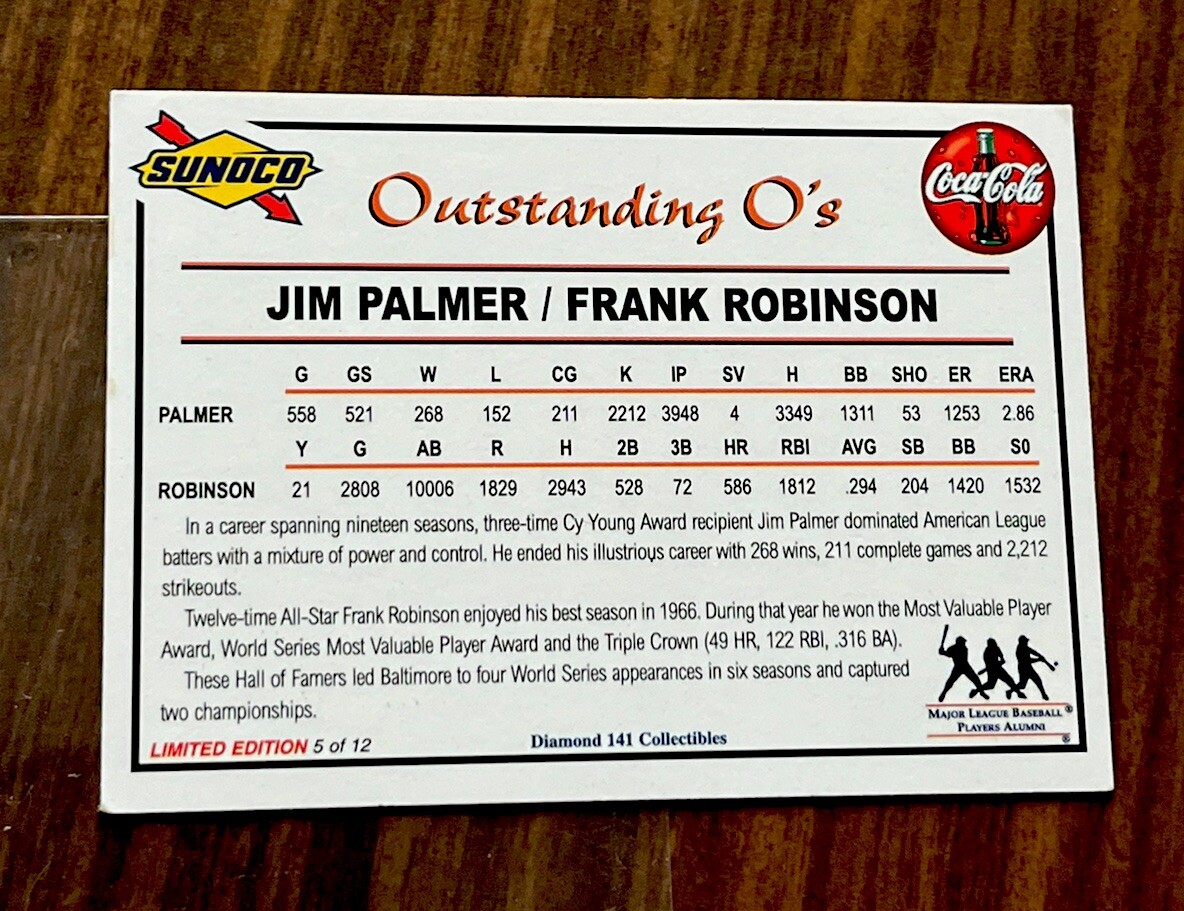 SUNOCO
Coca-Cola
Outstanding O's
JIM PALMER / FRANK ROBINSON
G GS W L CG K IP SV H BB SHO ER ERA
PALMER 558 521 268 152 211 2212 3948 4 3349 1311 53 1253 2.86
Y G AB R H 2B 3B HR RBI AVG SB BB S0
ROBINSON 21 2808 10006 1829 2943 528 72 586 1812 .294 204 1420 1532
In a career spanning nineteen seasons, three-time Cy Young Award recipient Jim Palmer dominated American League
batters with a mixture of power and control. He ended his illustrious career with 268 wins, 211 complete games and 2,212
strikeouts.
Twelve-time All-Star Frank Robinson enjoyed his best season in 1966. During that year he won the Most Valuable Player
Award, World Series Most Valuable Player Award and the Triple Crown (49 HR, 122 RBI, .316 BA).
These Hall of Famers led Baltimore to four World Series appearances in six seasons and captured
two championships.
MAJOR LEAGUE BASEBALL®
PLAYERS ALUMNI
®
LIMITED EDITION 5 of 12
Diamond 141 Collectibles